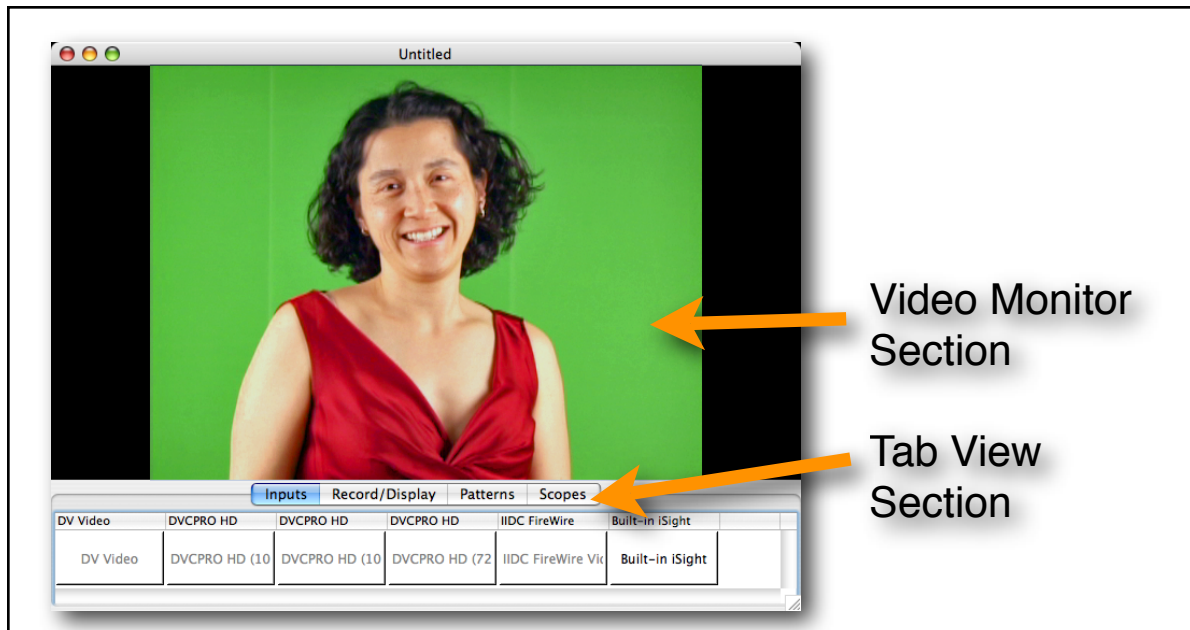 Untitled
Video Monitor
Section
Tab View
Section
Inputs Record/Display Patterns Scopes
DV Video DVCPRO HD DVCPRO HD DVCPRO HD IIDC FireWire Built-in iSight
DV Video DVCPRO HD (10 DVCPRO HD (10 DVCPRO HD (72 IIDC FireWire Vic Built-in iSight